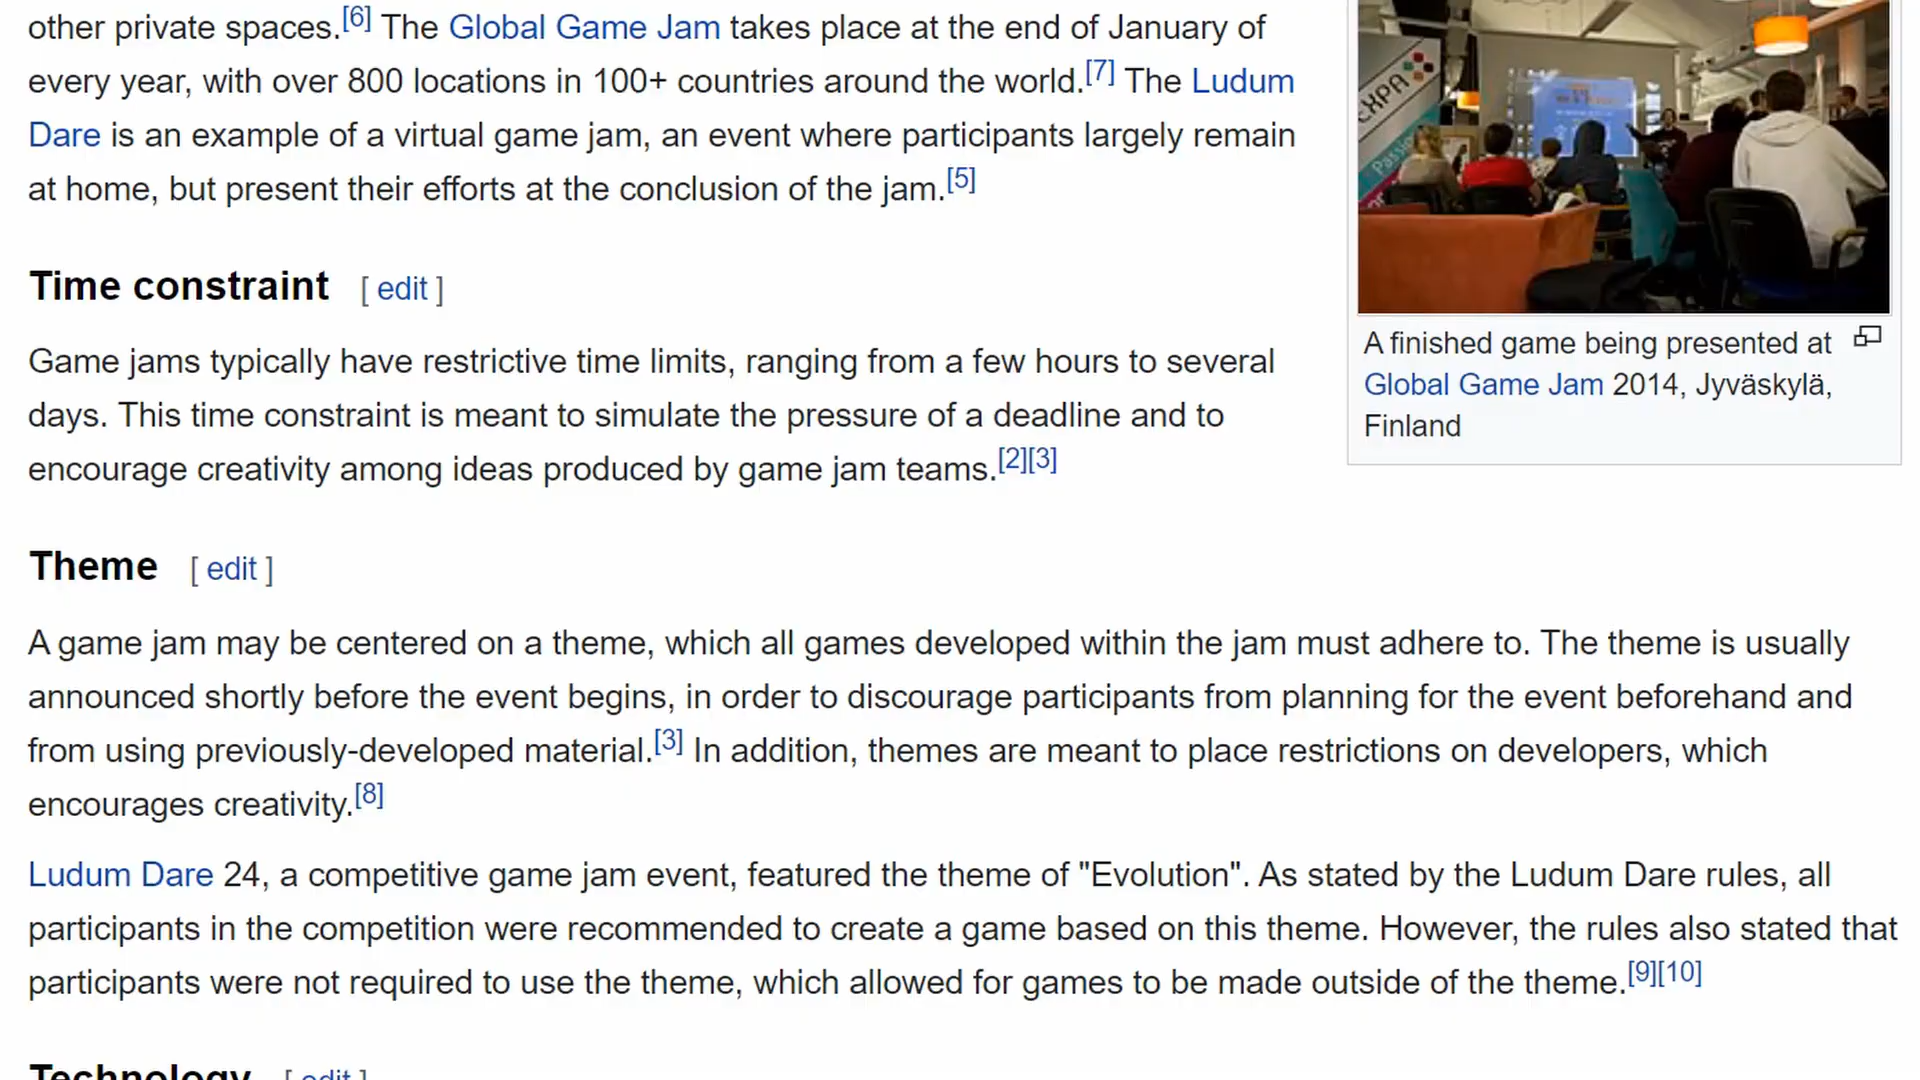 other private spaces.[6] The Global Game Jam takes place at the end of January of
every year, with over 800 locations in 100+ countries around the world.[7] The Ludum
Dare is an example of a virtual game jam, an event where participants largely remain
at home, but present their efforts at the conclusion of the jam.[5]
EXPA
Passio
A finished game being presented at
Global Game Jam 2014, Jyväskylä,
Finland
Time constraint [ edit ]
Game jams typically have restrictive time limits, ranging from a few hours to several
days. This time constraint is meant to simulate the pressure of a deadline and to
encourage creativity among ideas produced by game jam teams.[2][3]
Theme [ edit ]
A game jam may be centered on a theme, which all games developed within the jam must adhere to. The theme is usually
announced shortly before the event begins, in order to discourage participants from planning for the event beforehand and
from using previously-developed material.[3] In addition, themes are meant to place restrictions on developers, which
encourages creativity.[8]
Ludum Dare 24, a competitive game jam event, featured the theme of "Evolution". As stated by the Ludum Dare rules, all
participants in the competition were recommended to create a game based on this theme. However, the rules also stated that
participants were not required to use the theme, which allowed for games to be made outside of the theme.[9][10]
Technology [ edit ]